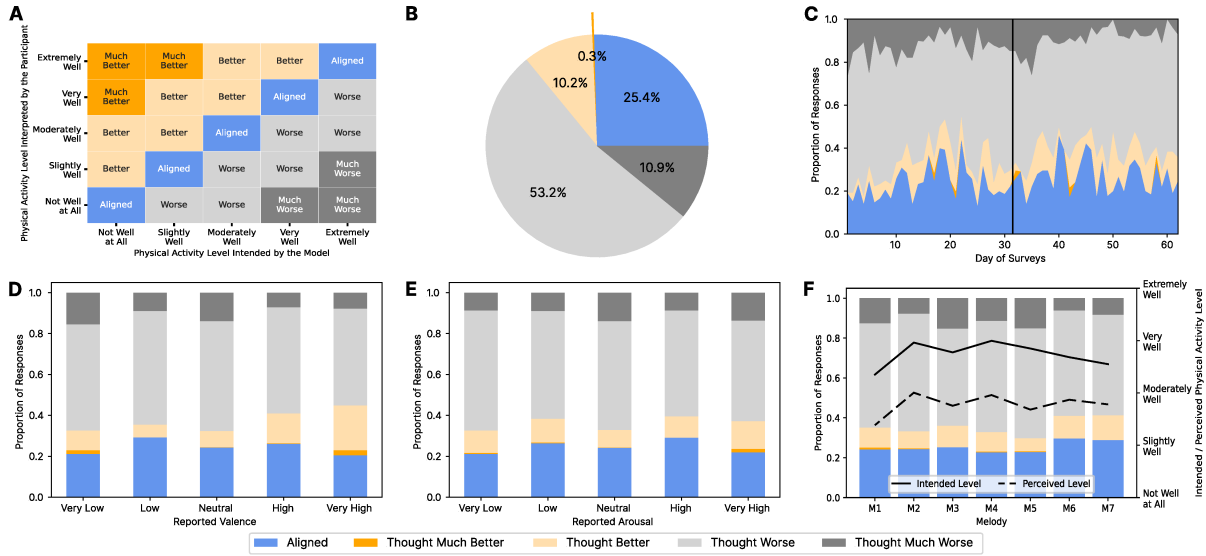 A
Physical Activity Level Interpreted by the Participant
Extremely
Well
Very
Well
Moderately
Well
Slightly
Well
Not Well
at All
Much
Better
Much
Better
Better
Better
Aligned
Much
Better
Better
Better
Aligned
Worse
Better
Better
Aligned
Worse
Worse
Better
Aligned
Worse
Worse
Much
Worse
Aligned
Worse
Worse
Much
Worse
Much
Worse
Not Well
at All
Slightly
Well
Moderately
Well
Very
Well
Extremely
Well
Physical Activity Level Intended by the Model
B
0.3%
10.2%
25.4%
53.2%
10.9%
C
Proportion of Responses
1.0
0.8
0.6
0.4
0.2
0.0
10
20
30
40
50
60
Day of Surveys
D
Proportion of Responses
1.0
0.8
0.6
0.4
0.2
0.0
Very Low
Low
Neutral
High
Very High
Reported Valence
E
Proportion of Responses
1.0
0.8
0.6
0.4
0.2
0.0
Very Low
Low
Neutral
High
Very High
Reported Arousal
F
Proportion of Responses
1.0
0.8
0.6
0.4
0.2
0.0
Intended Level
Perceived Level
M1
M2
M3
M4
M5
M6
M7
Melody
Extremely
Well
Very
Well
Moderately
Well
Slightly
Well
Not Well
at All
Intended / Perceived Physical Activity Level
Aligned
Thought Much Better
Thought Better
Thought Worse
Thought Much Worse